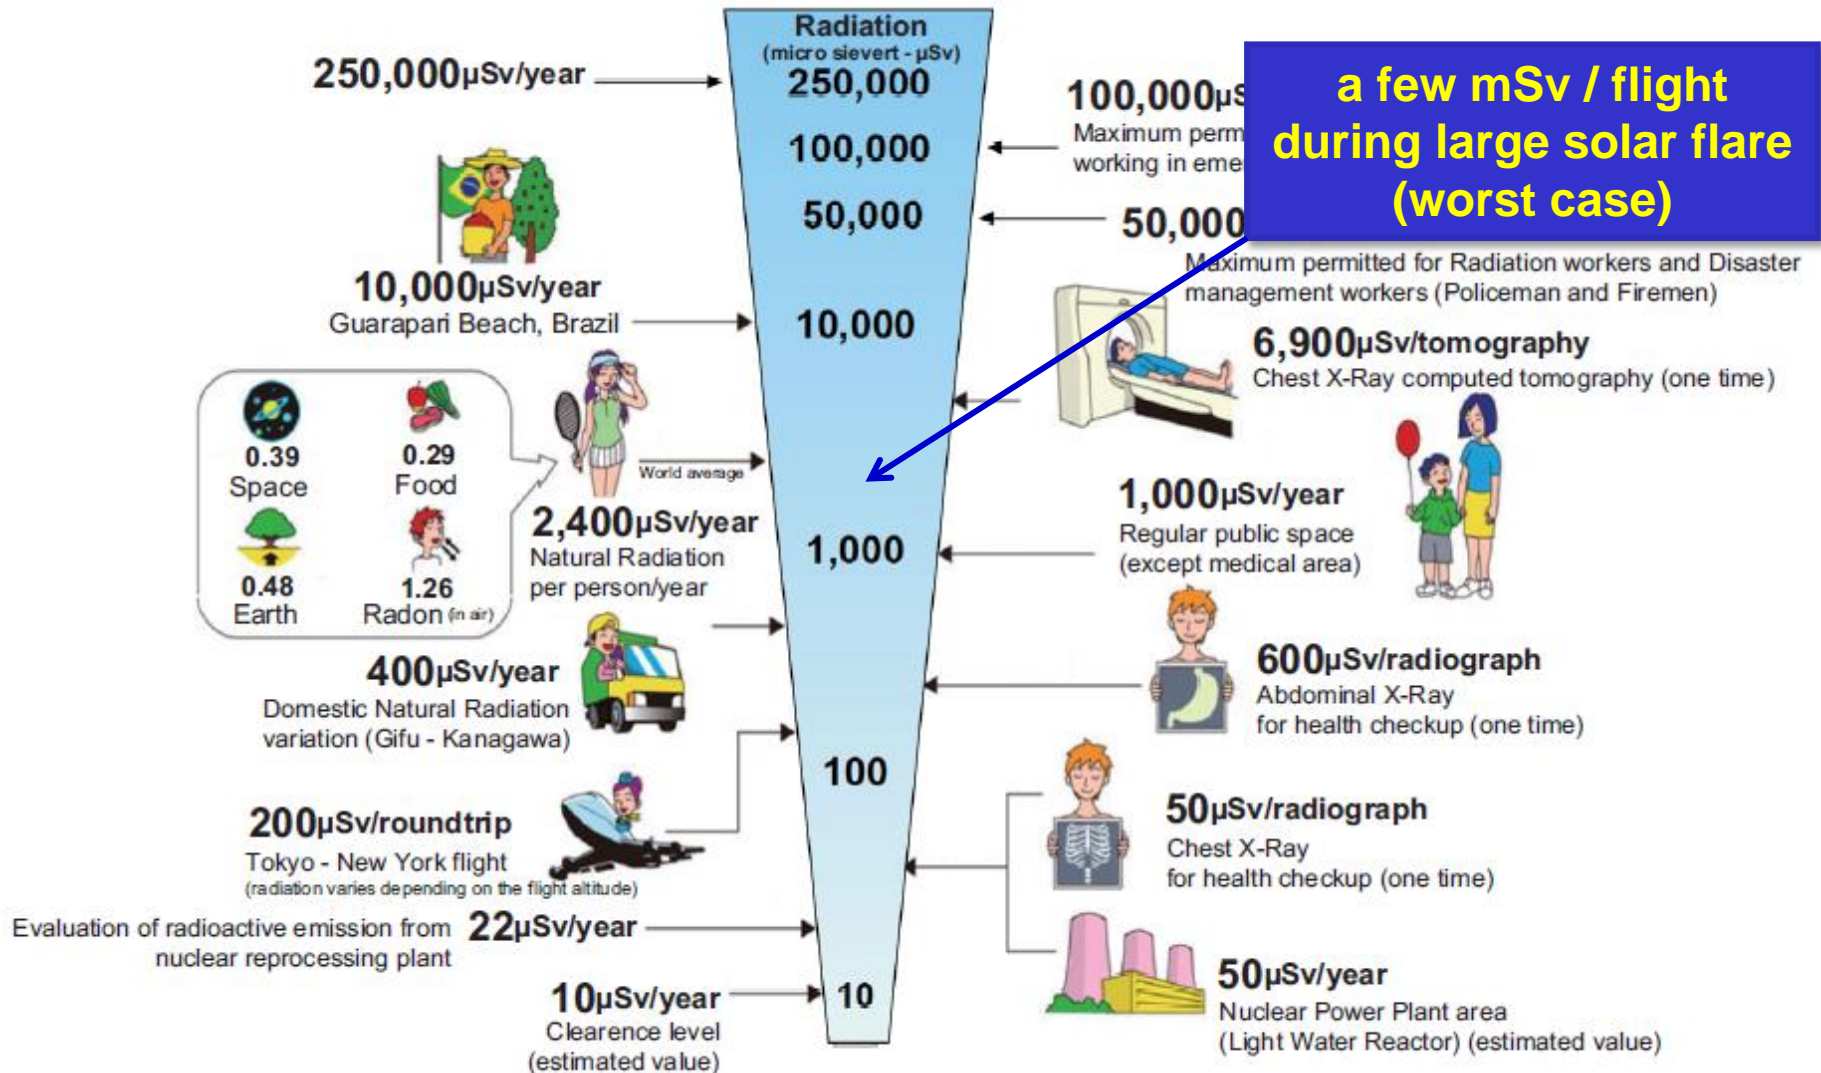 Radiation
(micro sievert - µSv)
250,000
100,000
50,000
10,000
1,000
100
10
250,000µSv/year
10,000µSv/year
Guarapari Beach, Brazil
0.39
Space
0.29
Food
0.48
Earth
1.26
Radon (in air)
World average
2,400µSv/year
Natural Radiation
per person/year
400µSv/year
Domestic Natural Radiation
variation (Gifu - Kanagawa)
200µSv/roundtrip
Tokyo - New York flight
(radiation varies depending on the flight altitude)
Evaluation of radioactive emission from
nuclear reprocessing plant
22µSv/year
10µSv/year
Clearence level
(estimated value)
a few mSv / flight
during large solar flare
(worst case)
100,000µS
Maximum perm
working in eme
50,000
Maximum permitted for Radiation workers and Disaster
management workers (Policeman and Firemen)
6,900µSv/tomography
Chest X-Ray computed tomography (one time)
1,000µSv/year
Regular public space
(except medical area)
600µSv/radiograph
Abdominal X-Ray
for health checkup (one time)
50µSv/radiograph
Chest X-Ray
for health checkup (one time)
50µSv/year
Nuclear Power Plant area
(Light Water Reactor) (estimated value)